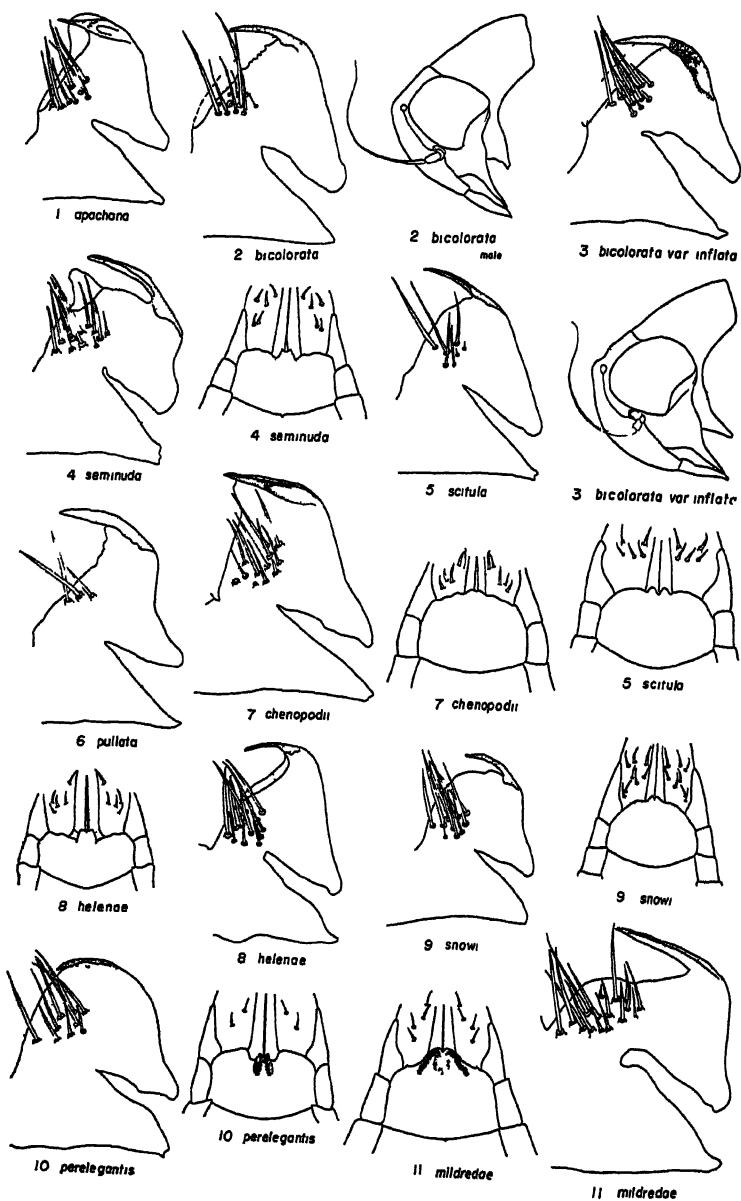 1 apachana
2 bicolorata
2 bicolorata
male
3 bicolorata var inflata
4 seminuda
4 seminuda
5 scitula
3 bicolorata var inflata
6 pullata
7 chenopodii
7 chenopodii
5 scitula
8 helenae
8 helenae
9 snowi
9 snowi
10 perelegantis
10 perelegantis
11 mildredae
11 mildredae